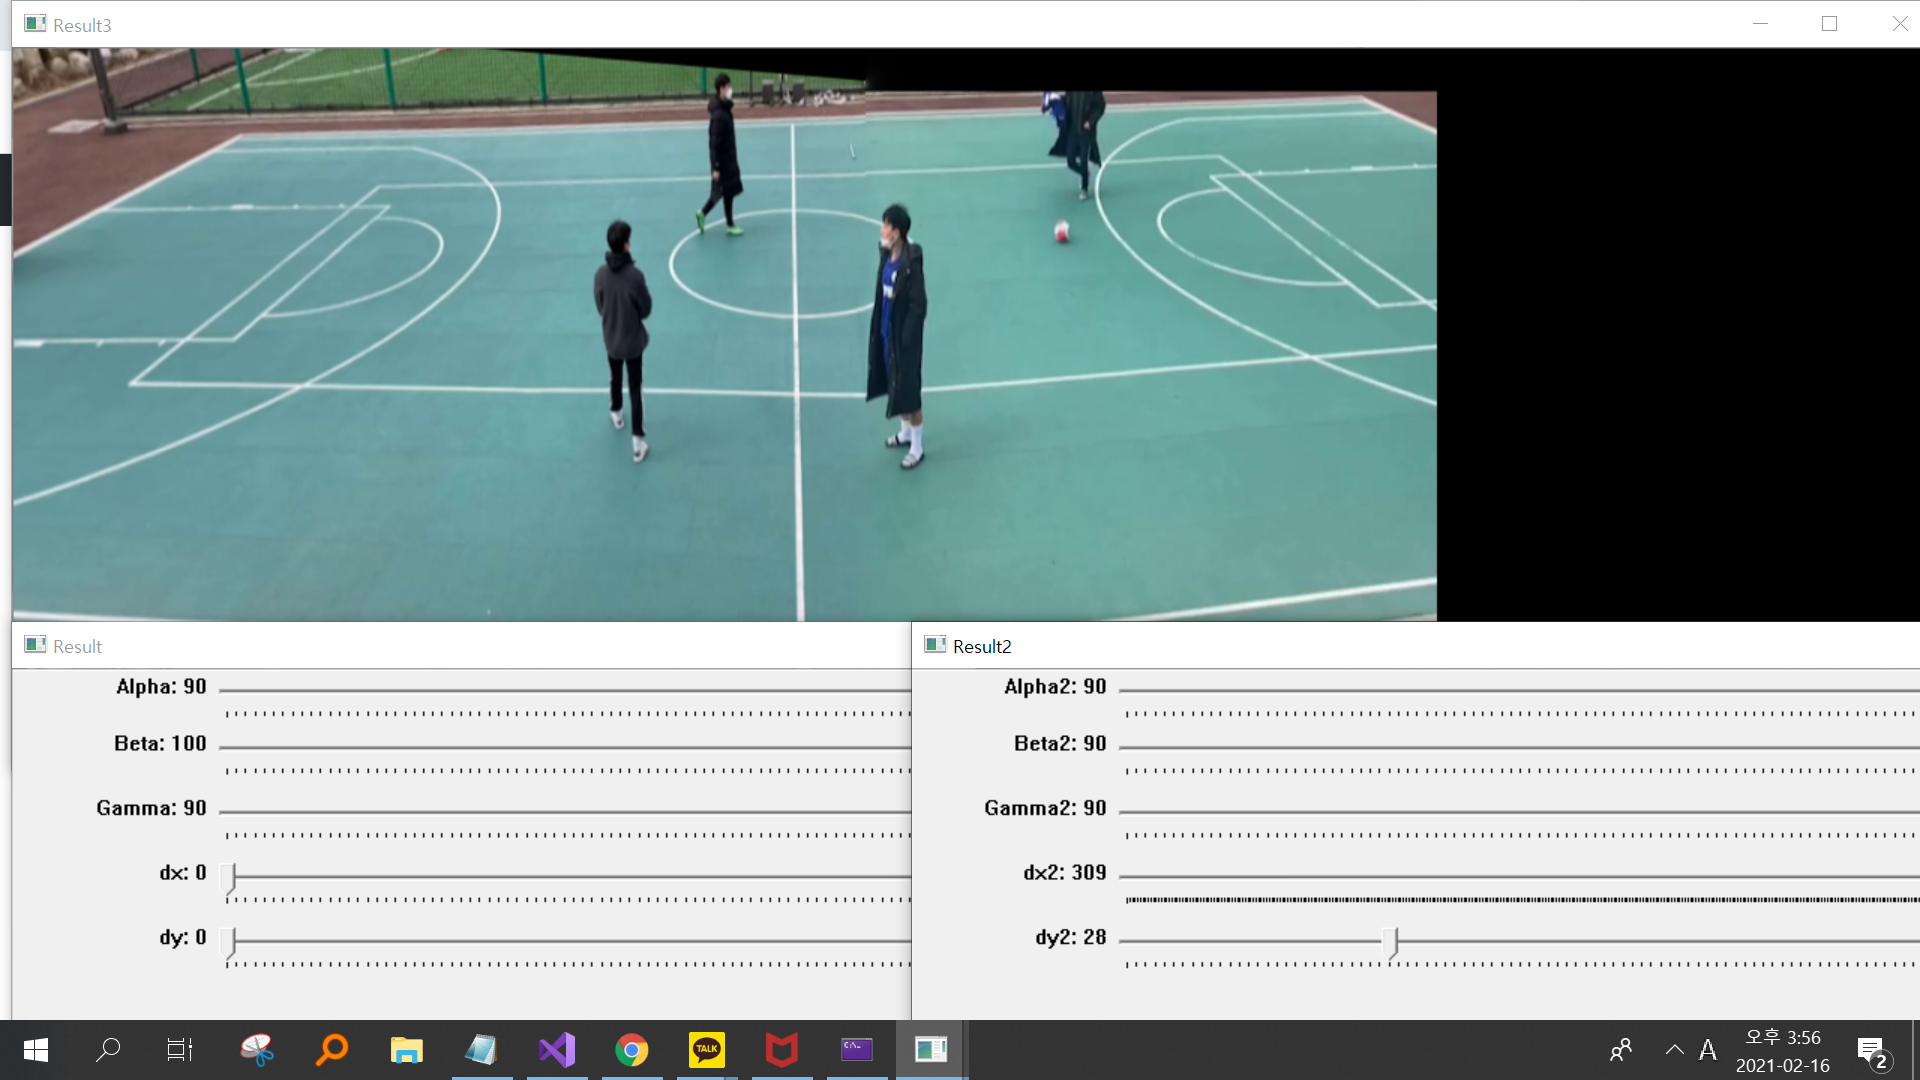 Result3
Result
Alpha: 90
Beta: 100
Gamma: 90
dx: 0
dy: 0
Result2
Alpha2: 90
Beta2: 90
Gamma2: 90
dx2: 309
dy2: 28
TALK
C:\.
A
오후 3:56
2021-02-16
2